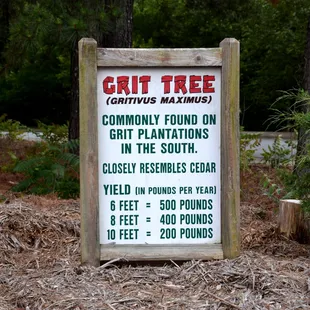 GRIT TREE
(GRITIVUS MAXIMUS)
COMMONLY FOUND ON
GRIT PLANTATIONS
IN THE SOUTH.
CLOSELY RESEMBLES CEDAR
YIELD (IN POUNDS PER YEAR)
6 FEET = 500 POUNDS
8 FEET = 400 POUNDS
10 FEET = 200 POUNDS